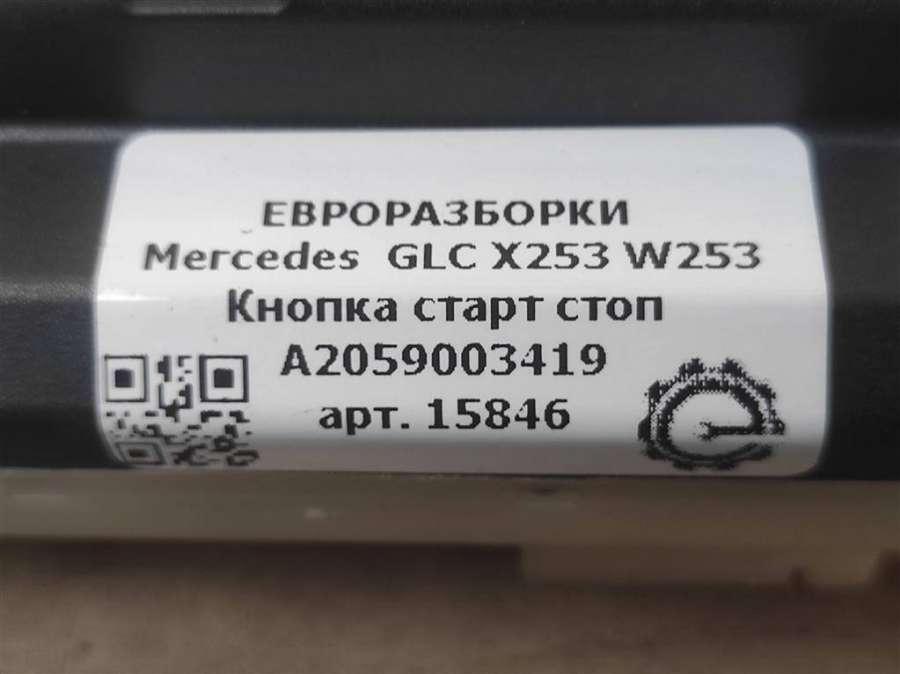 ЕВРОРАЗБОРКИ
Mercedes GLC X253 W253
Кнопка старт стоп
A2059003419
арт. 15846